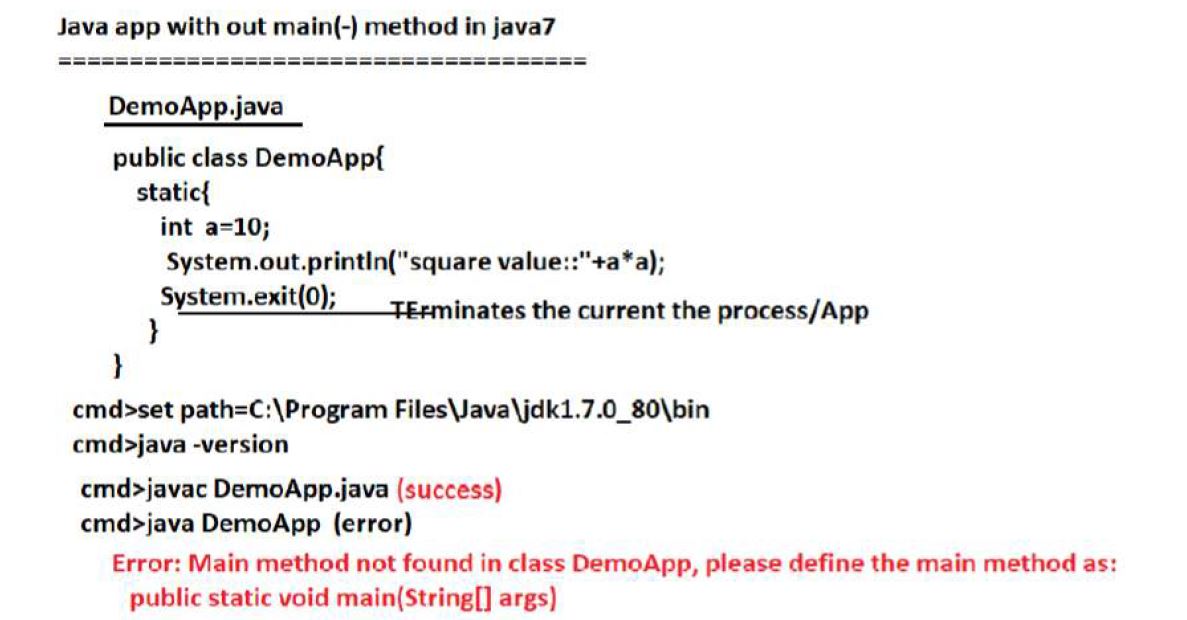 Java app with out main(-) method in java7
=====================================
DemoApp.java
public class DemoApp{
static{
int a=10;
System.out.println("square value::"+a*a);
System.exit(0);
TErminates the current the process/App
}
}
cmd>set path=C:\Program Files\Java\jdk1.7.0_80\bin
cmd>java -version
cmd>javac DemoApp.java (success)
cmd>java DemoApp (error)
Error: Main method not found in class DemoApp, please define the main method as:
public static void main(String[] args)